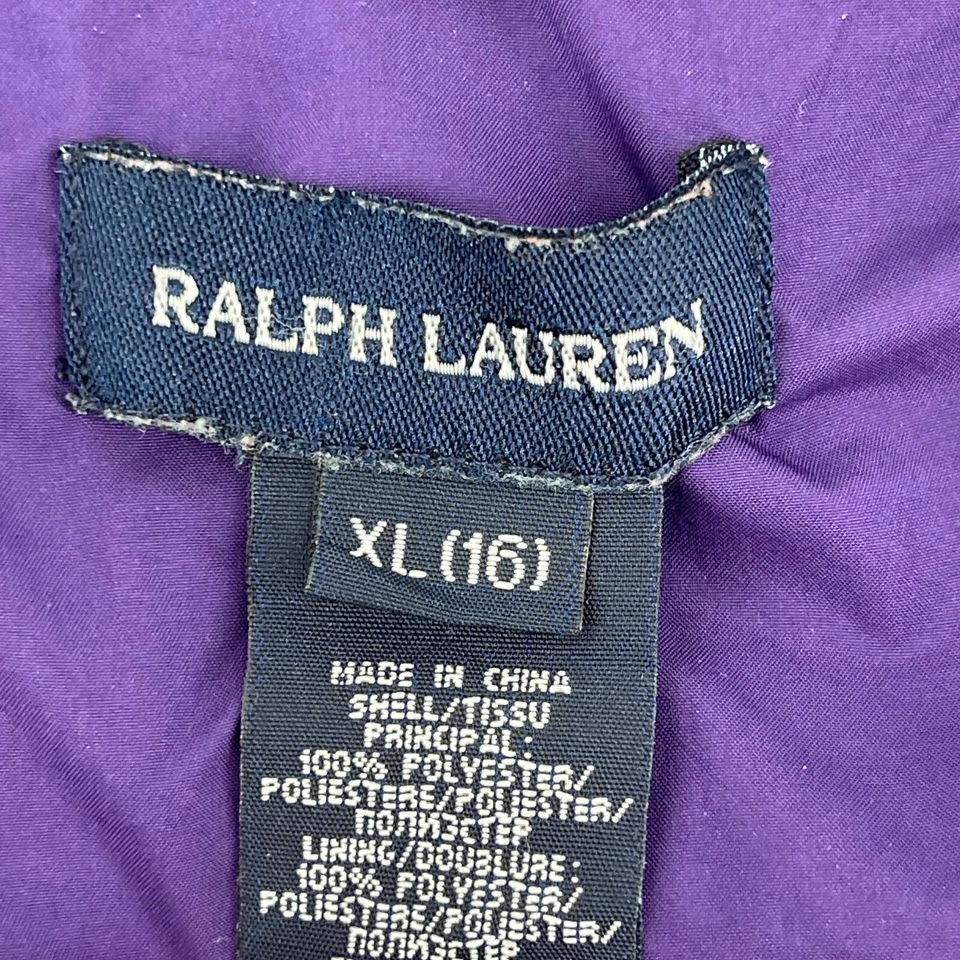 RALPH LAUREN
XL (16)
MADE IN CHINA
SHELL/TISSU
PRINCIPAL:
100% POLYESTER/
POLIESTERE/POLIESTER/
ПОЛИЭСТЕР
LINING/DOUBLURE:
100% POLYESTER/
POLIESTERE/POLIESTER/
ПОЛИЭСТЕР